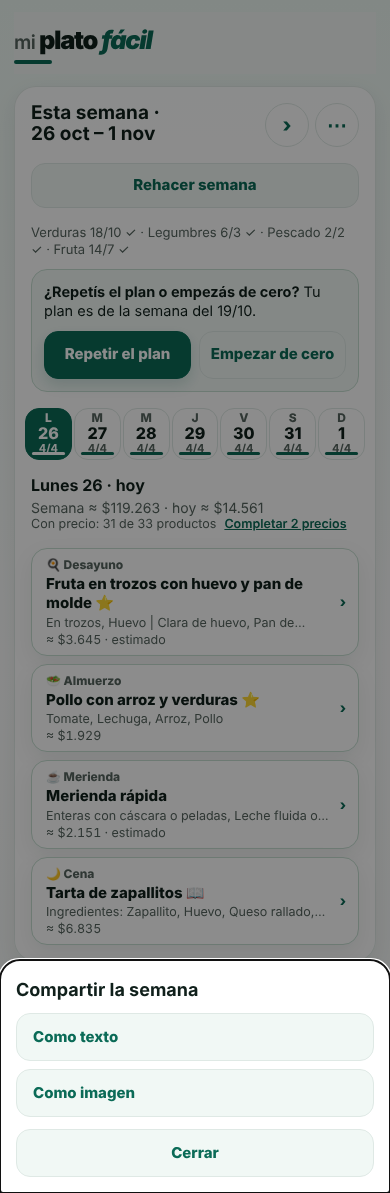 mi plato fácil
Esta semana ·
26 oct – 1 nov
›
···
Rehacer semana
Verduras 18/10 ✓ · Legumbres 6/3 ✓ · Pescado 2/2
✓ · Fruta 14/7 ✓
¿Repetís el plan o empezás de cero? Tu
plan es de la semana del 19/10.
Repetir el plan
Empezar de cero
L M M J V S D
26 27 28 29 30 31 1
4/4 4/4 4/4 4/4 4/4 4/4 4/4
Lunes 26 · hoy
Semana ≈ $119.263 · hoy ≈ $14.561
Con precio: 31 de 33 productos Completar 2 precios
🍳 Desayuno
Fruta en trozos con huevo y pan de
molde ⭐
En trozos, Huevo | Clara de huevo, Pan de...
≈ $3.645 · estimado
›
🥗 Almuerzo
Pollo con arroz y verduras ⭐
Tomate, Lechuga, Arroz, Pollo
≈ $1.929
›
☕ Merienda
Merienda rápida
Enteras con cáscara o peladas, Leche fluida o...
≈ $2.151 · estimado
›
🌙 Cena
Tarta de zapallitos 📖
Ingredientes: Zapallito, Huevo, Queso rallado,...
≈ $6.835
›
Compartir la semana
Como texto
Como imagen
Cerrar